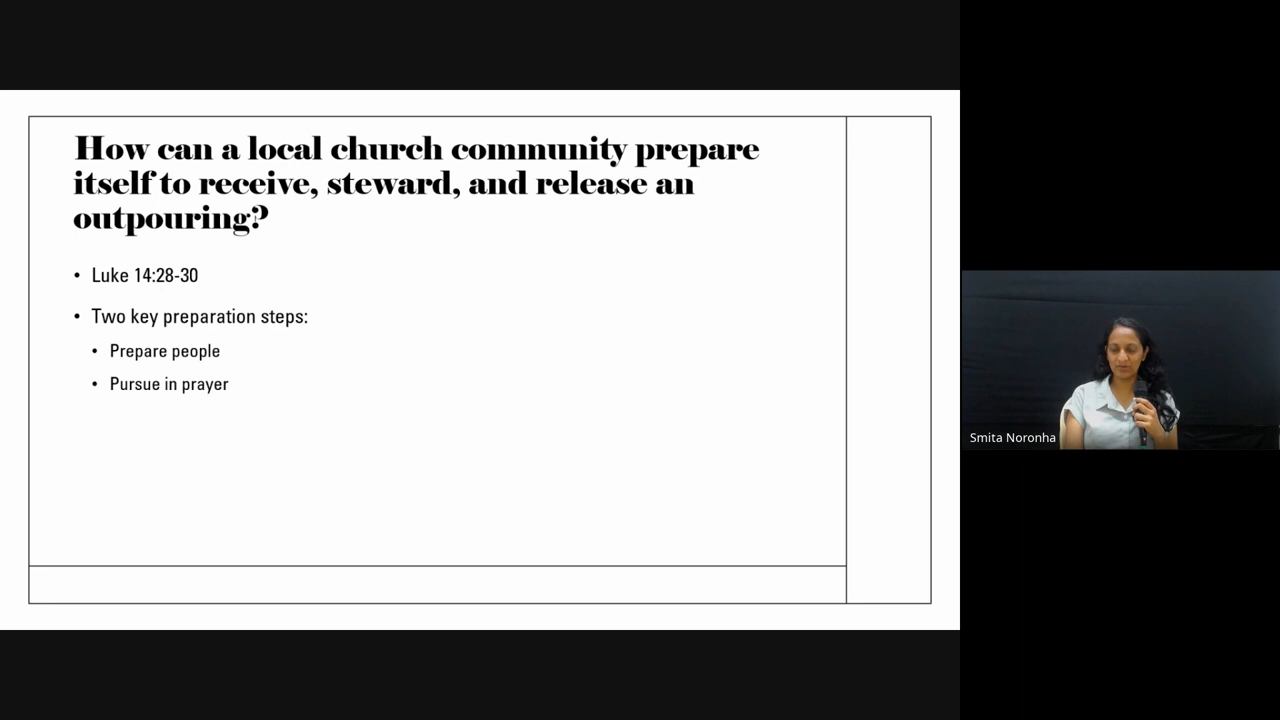 How can a local church community prepare
itself to receive, steward, and release an
outpouring?
• Luke 14:28-30
• Two key preparation steps:
• Prepare people
• Pursue in prayer
Smita Noronha